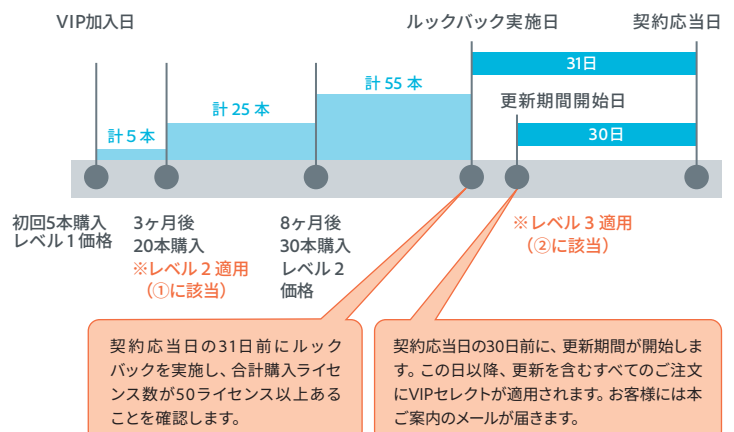 VIP加入日
ルックバック実施日
契約応当日
31日
計 55 本
更新期間開始日
計 25 本
30日
計 5 本
初回5本購入
レベル 1 価格
3ヶ月後
20本購入
※レベル 2 適用
（①に該当）
8ヶ月後
30本購入
レベル 2
価格
※レベル 3 適用
（②に該当）
契約応当日の31日前にルック
バックを実施し、合計購入ライセ
ンス数が50ライセンス以上ある
ことを確認します。
契約応当日の30日前に、更新期間が開始しま
す。この日以降、更新を含むすべてのご注文
にVIPセレクトが適用されます。お客様には本
ご案内のメールが届きます。